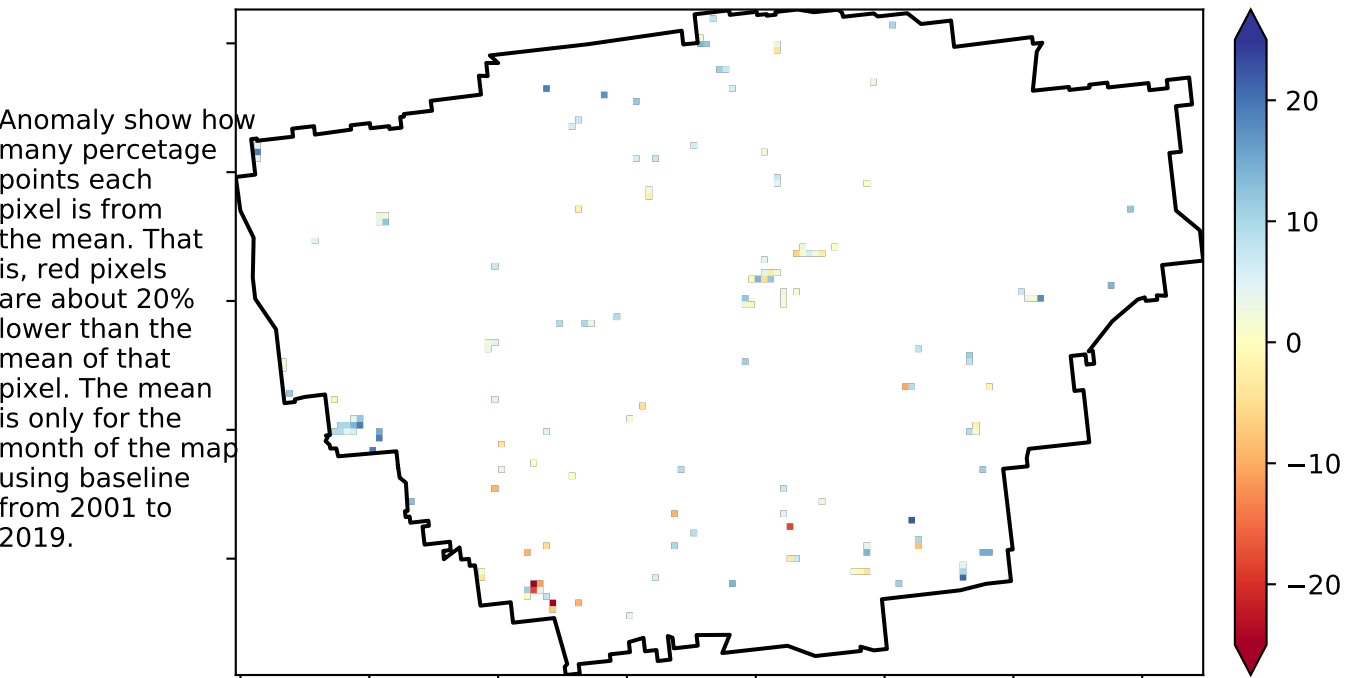 Anomaly show how
many percetage
points each
pixel is from
the mean. That
is, red pixels
are about 20%
lower than the
mean of that
pixel. The mean
is only for the
month of the map
using baseline
from 2001 to
2019.
20
10
0
−10
−20